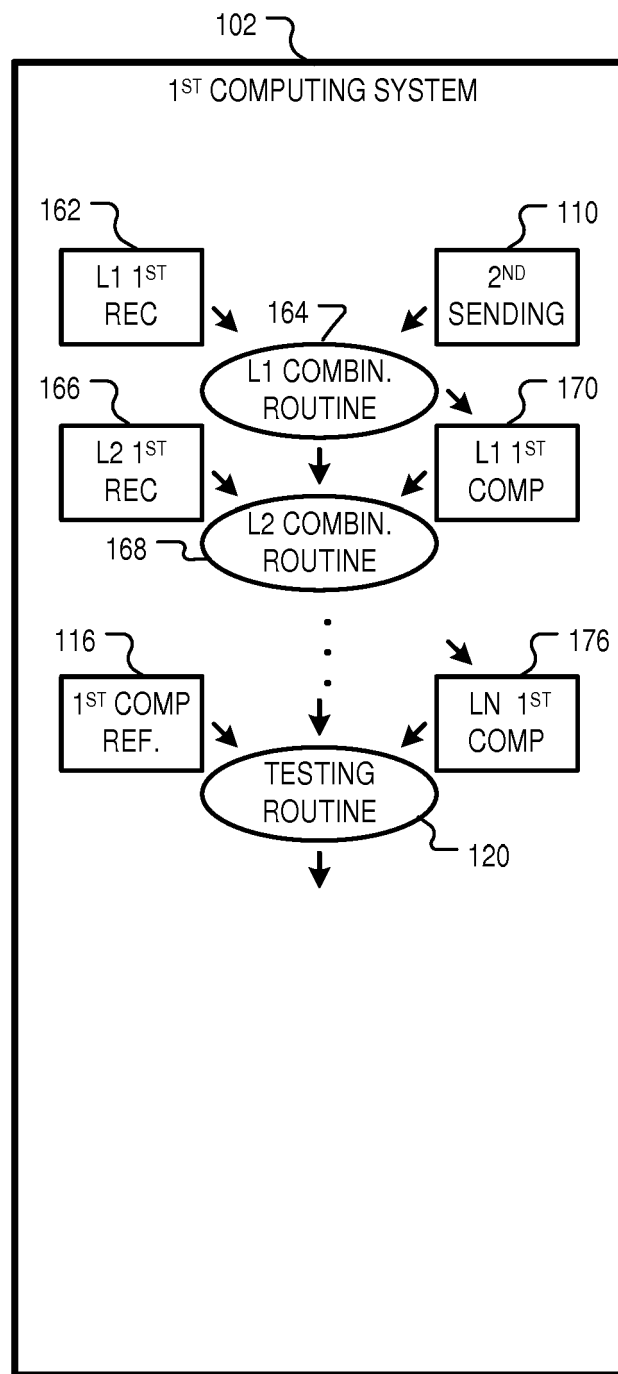 102
1ST COMPUTING SYSTEM
162
110
L1 1ST
REC
2ND
SENDING
164
L1 COMBIN.
ROUTINE
166
170
L2 1ST
REC
L1 1ST
COMP
L2 COMBIN.
ROUTINE
168
116
176
1ST COMP
REF.
LN 1ST
COMP
TESTING
ROUTINE
120